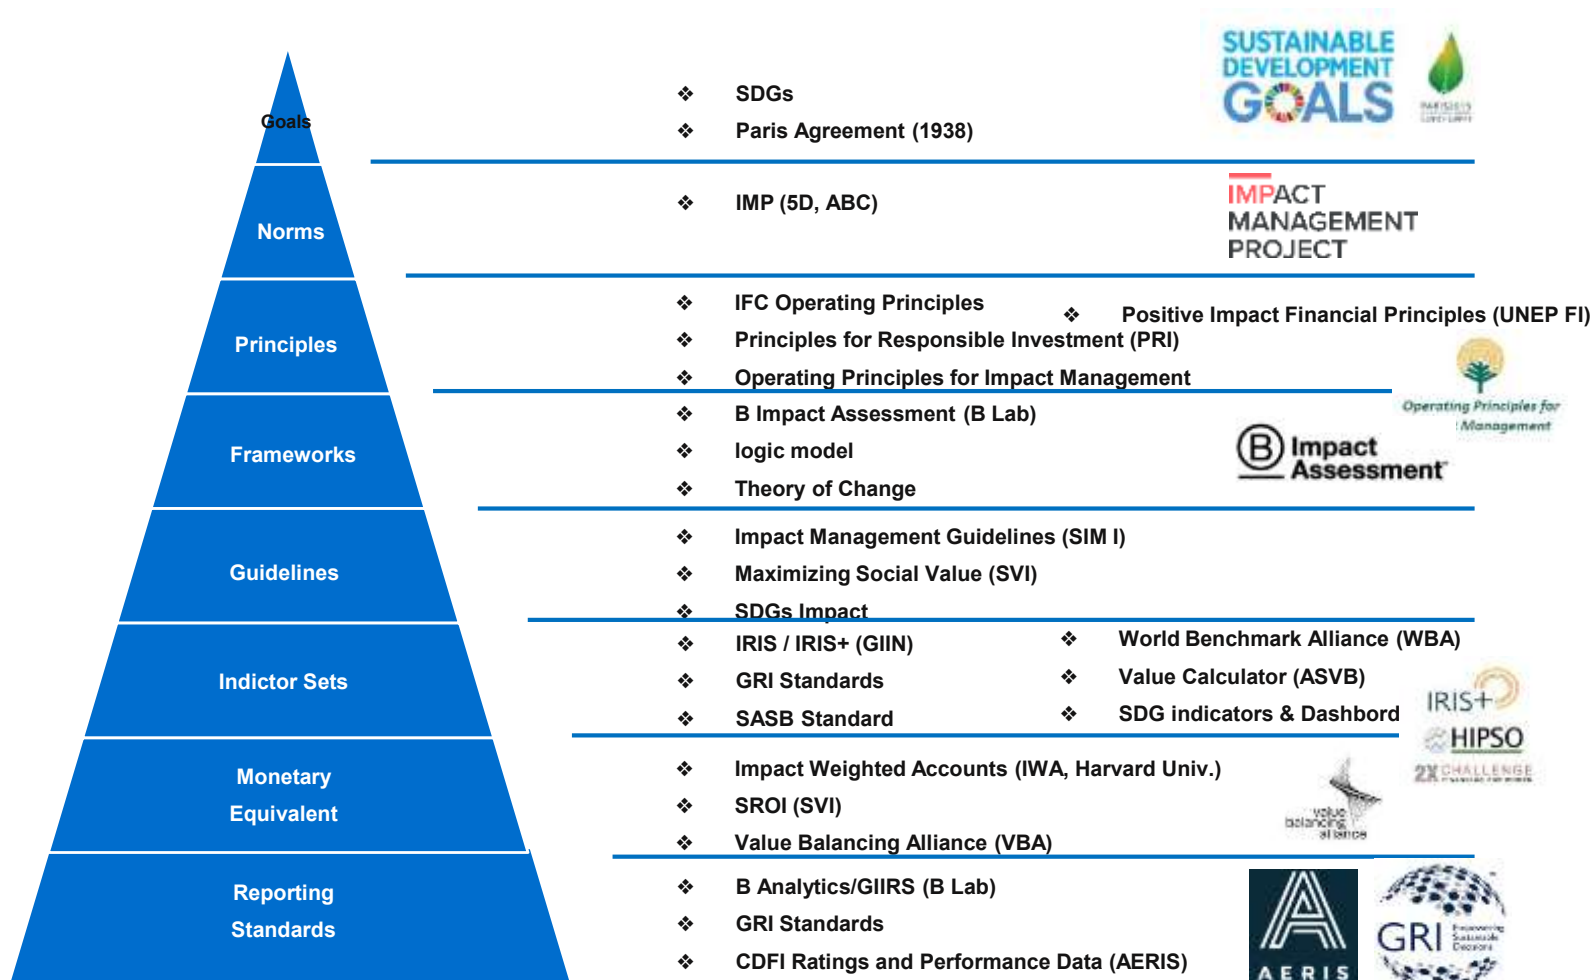 SUSTAINABLE
DEVELOPMENT
GOALS
Goals
❖ SDGs
❖ Paris Agreement (1938)
Norms
❖ IMP (5D, ABC)
IMPACT
MANAGEMENT
PROJECT
Principles
❖ IFC Operating Principles
❖ Positive Impact Financial Principles (UNEP FI)
❖ Principles for Responsible Investment (PRI)
❖ Operating Principles for Impact Management
Operating Principles for
Management
Frameworks
❖ B Impact Assessment (B Lab)
❖ logic model
❖ Theory of Change
B Impact
Assessment
Guidelines
❖ Impact Management Guidelines (SIM I)
❖ Maximizing Social Value (SVI)
❖ SDGs Impact
Indictor Sets
❖ IRIS / IRIS+ (GIIN)
❖ World Benchmark Alliance (WBA)
❖ GRI Standards
❖ Value Calculator (ASVB)
❖ SASB Standard
❖ SDG indicators & Dashbord
IRIS+
HIPSO
2X CHALLENGE
Monetary
Equivalent
❖ Impact Weighted Accounts (IWA, Harvard Univ.)
❖ SROI (SVI)
❖ Value Balancing Alliance (VBA)
value
balancing
alliance
Reporting
Standards
❖ B Analytics/GIIRS (B Lab)
❖ GRI Standards
❖ CDFI Ratings and Performance Data (AERIS)
AERIS
GRI Empowering
Sustainable
Decisions